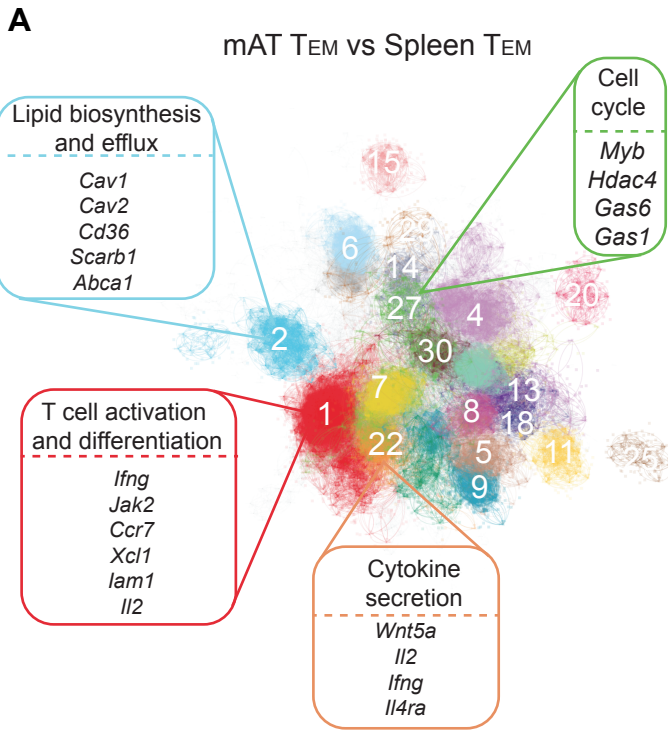 A
mAT TEM vs Spleen TEM
Lipid biosynthesis
and efflux
Cav1
Cav2
Cd36
Scarb1
Abca1
Cell
cycle
Myb
Hdac4
Gas6
Gas1
T cell activation
and differentiation
Ifng
Jak2
Ccr7
Xcl1
Iam1
Il2
Cytokine
secretion
Wnt5a
Il2
Ifng
Il4ra
15
29
6
14
27
4
20
2
30
7
1
13
8
18
22
5
11
25
9